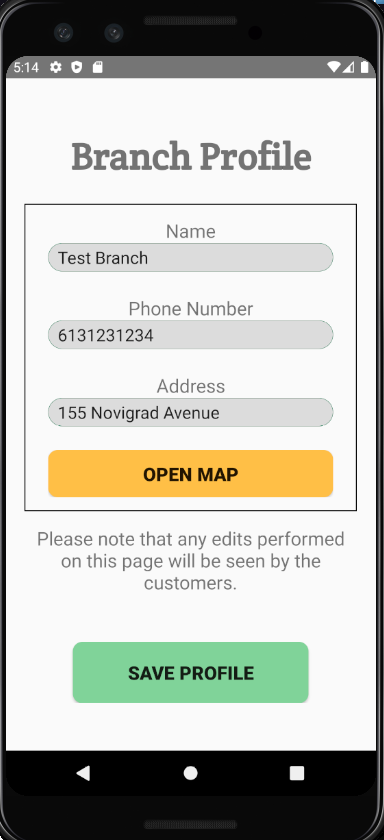 5:14
Branch Profile
Name
Test Branch
Phone Number
6131231234
Address
155 Novigrad Avenue
OPEN MAP
Please note that any edits performed
on this page will be seen by the
customers.
SAVE PROFILE